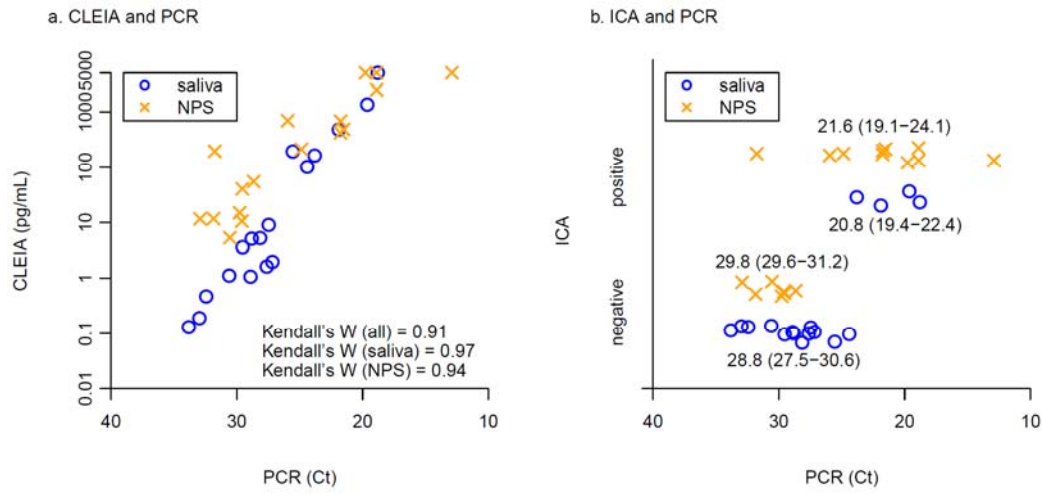 a. CLEIA and PCR
saliva
NPS
CLEIA (pg/mL)
0.01
0.1
1
10
100
10005000
Kendall's W (all) = 0.91
Kendall's W (saliva) = 0.97
Kendall's W (NPS) = 0.94
40
30
20
10
PCR (Ct)
b. ICA and PCR
saliva
NPS
ICA
positive
negative
21.6 (19.1−24.1)
20.8 (19.4−22.4)
29.8 (29.6−31.2)
28.8 (27.5−30.6)
40
30
20
10
PCR (Ct)